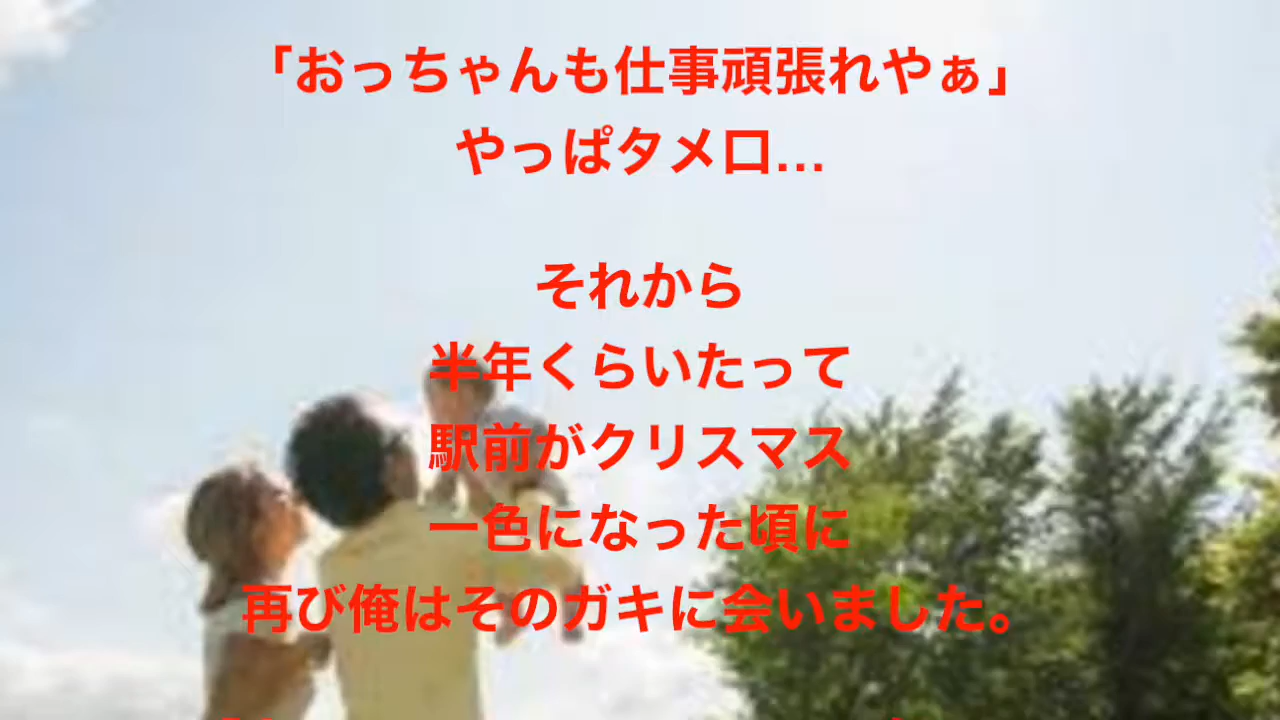 「おっちゃんも仕事頑張れやぁ」
やっぱタメ口…
それから
半年くらいたって
駅前がクリスマス
一色になった頃に
再び俺はそのガキに会いました。